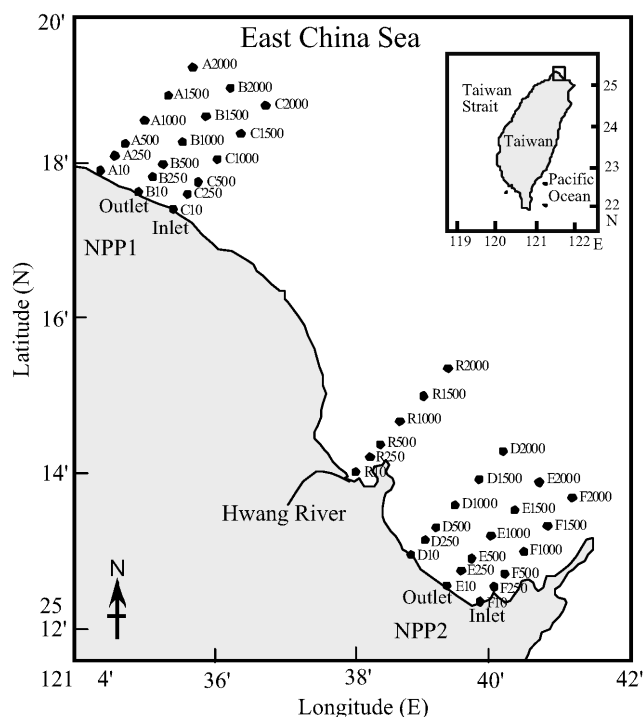 20'
East China Sea
A2000
B2000
C2000
A1500
B1500
C1500
A1000
B1000
C1000
A500
B500
C500
A250
B250
C250
A10
B10
C10
18'
Outlet
Inlet
NPP1
Taiwan
Strait
Taiwan
Pacific
Ocean
25
24
23
22
N
119
120
121
122
E
Latitude (N)
16'
R2000
R1500
R1000
R500
R250
R10
14'
Hwang River
D2000
D1500
E2000
F2000
D1000
E1500
F1500
D500
E1000
F1000
D250
E500
F500
D10
E250
F250
E10
F10
Outlet
Inlet
NPP2
N
25
12'
121
4'
36'
38'
40'
42'
Longitude (E)